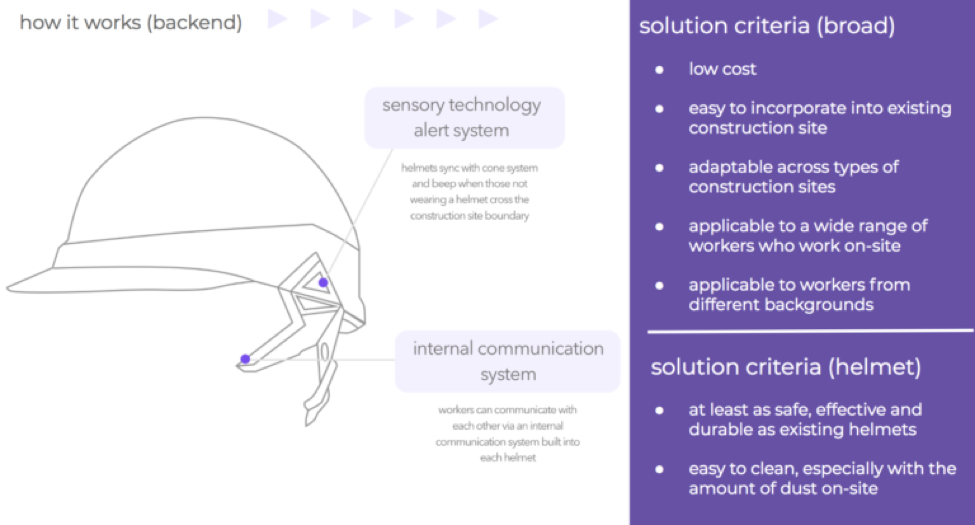 how it works (backend)
sensory technology
alert system
helmets sync with cone system
and beep when those not
wearing a helmet cross the
construction site boundary
internal communication
system
workers can communicate with
each other via an internal
communication system built into
each helmet
solution criteria (broad)
● low cost
● easy to incorporate into existing
construction site
● adaptable across types of
construction sites
● applicable to a wide range of
workers who work on-site
● applicable to workers from
different backgrounds
solution criteria (helmet)
● at least as safe, effective and
durable as existing helmets
● easy to clean, especially with the
amount of dust on-site